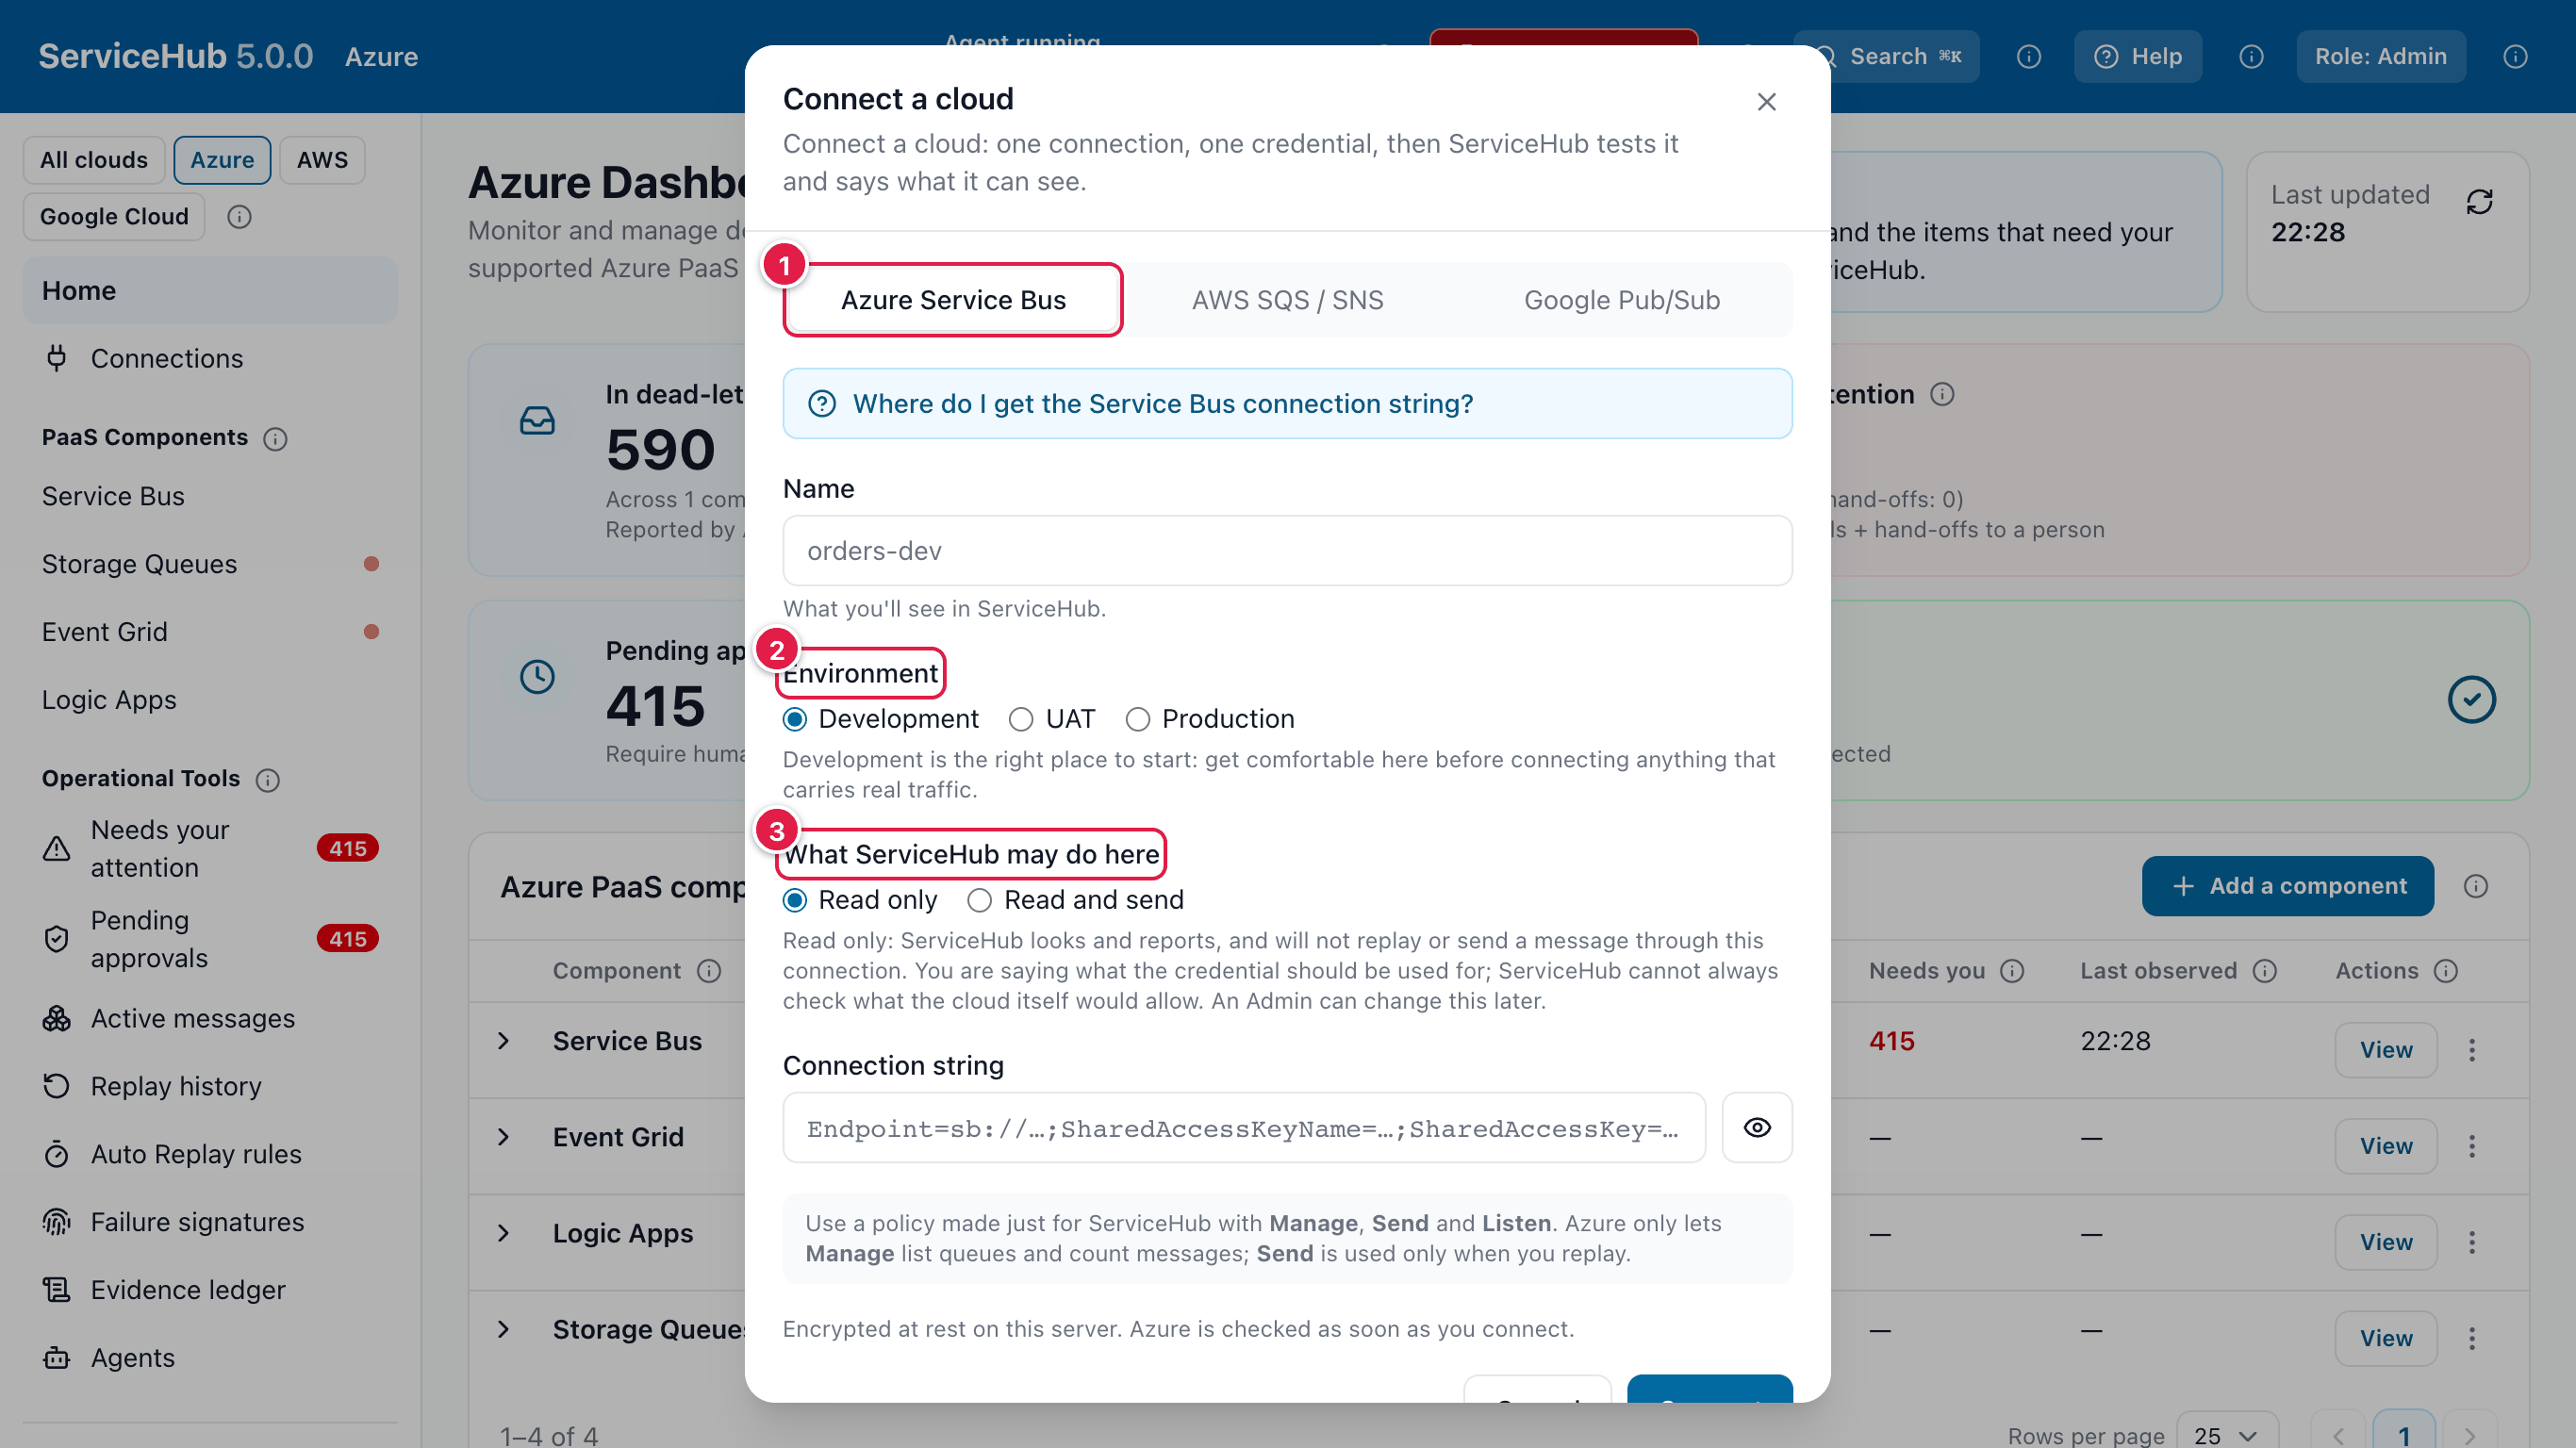 ServiceHub 5.0.0 Azure
Agent running
Search ⌘K
Help
Role: Admin
All clouds
Azure
AWS
Google Cloud
Home
Connections
PaaS Components
Service Bus
Storage Queues
Event Grid
Logic Apps
Operational Tools
Needs your
attention
415
Pending
approvals
415
Active messages
Replay history
Auto Replay rules
Failure signatures
Evidence ledger
Agents
Azure
Monitor and manage
supported Azure PaaS
and the items that need your
Last updated
22:28
590
Across 1
Reported by
tention
hand-offs: 0)
+ hand-offs to a person
Pending
415
Require
Azure PaaS
Add a component
Component
Needs you
Last observed
Actions
Service Bus
415
22:28
View
Event Grid
—
—
View
Logic Apps
—
—
View
Storage Queues
—
—
View
1–4 of 4
Rows per page
25
1
Connect a cloud
Connect a cloud: one connection, one credential, then ServiceHub tests it
and says what it can see.
1
Azure Service Bus
AWS SQS / SNS
Google Pub/Sub
Where do I get the Service Bus connection string?
Name
orders-dev
What you'll see in ServiceHub.
2
Environment
Development
UAT
Production
Development is the right place to start: get comfortable here before connecting anything that
carries real traffic.
3
What ServiceHub may do here
Read only
Read and send
Read only: ServiceHub looks and reports, and will not replay or send a message through this
connection. You are saying what the credential should be used for; ServiceHub cannot always
check what the cloud itself would allow. An Admin can change this later.
Connection string
Endpoint=sb://…;SharedAccessKeyName=…;SharedAccessKey=…
Use a policy made just for ServiceHub with Manage, Send and Listen. Azure only lets
Manage list queues and count messages; Send is used only when you replay.
Encrypted at rest on this server. Azure is checked as soon as you connect.